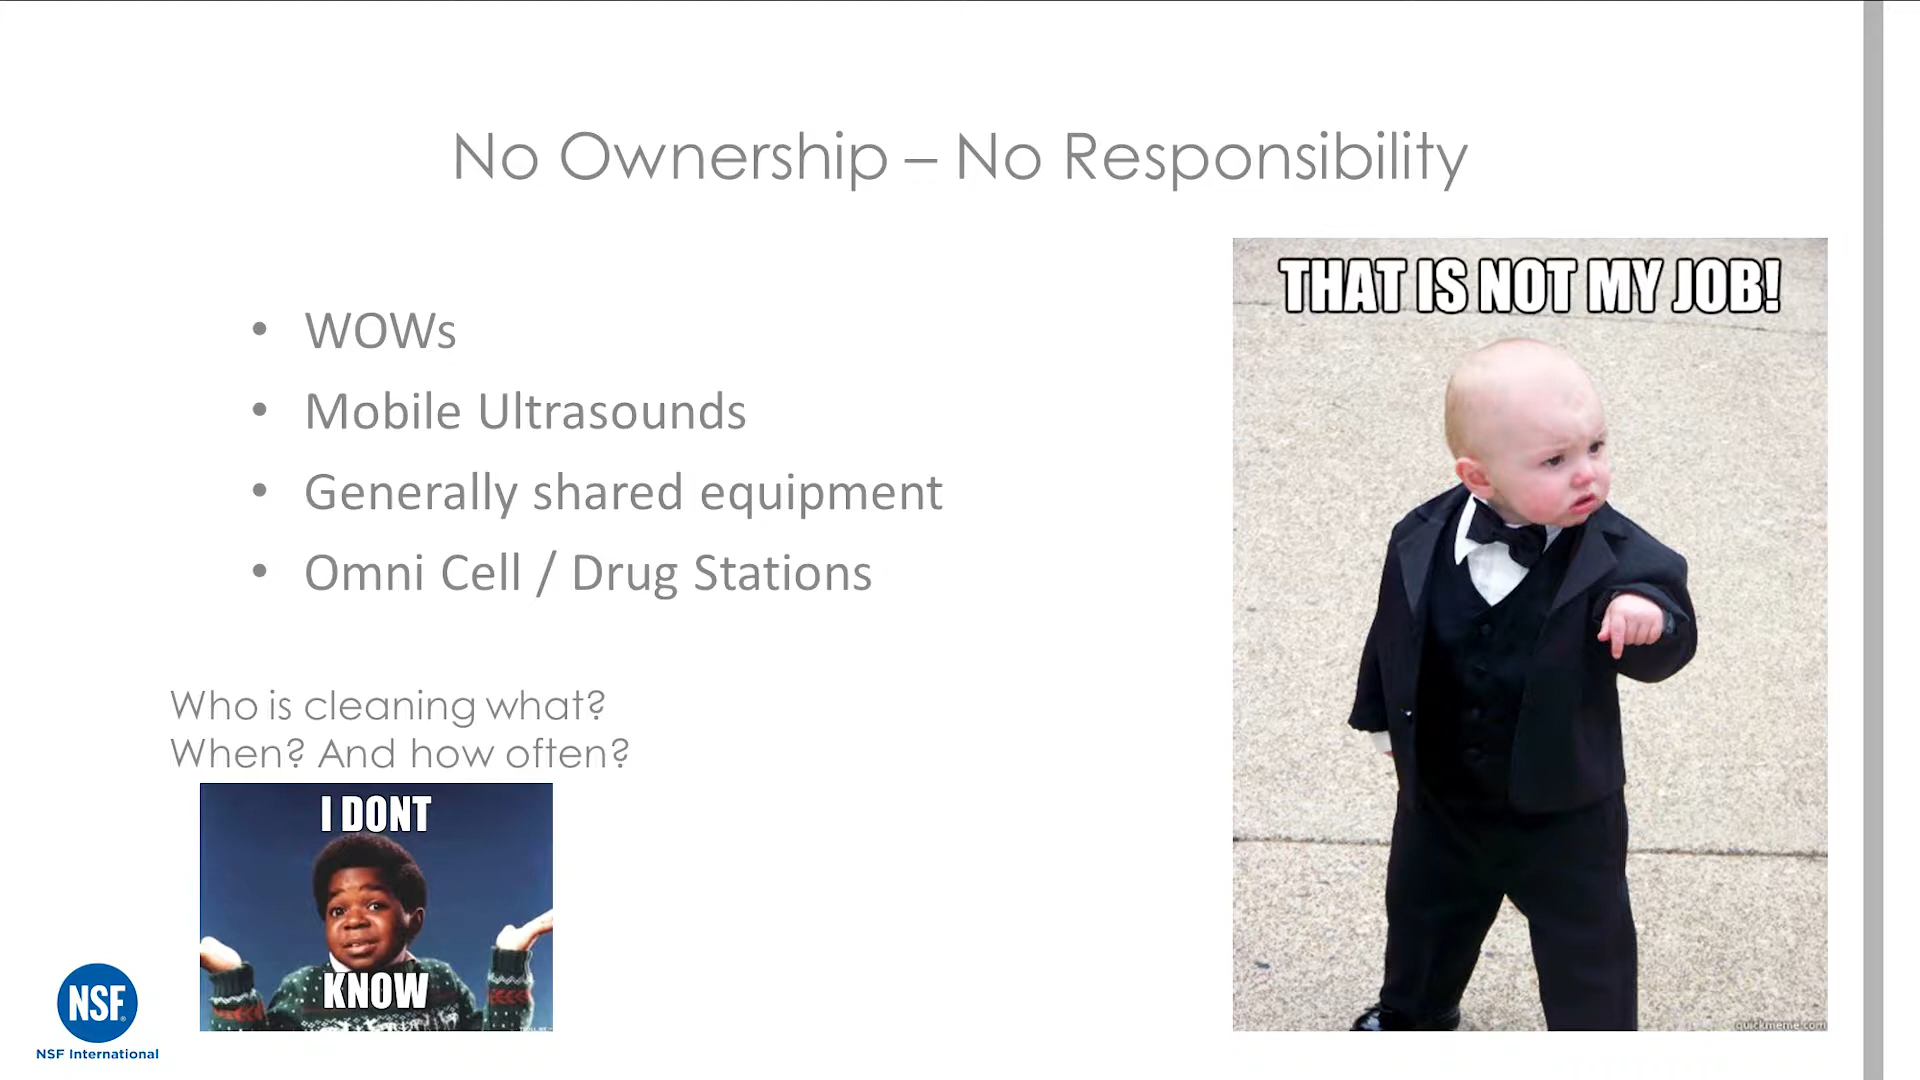 No Ownership – No Responsibility
• WOWs
• Mobile Ultrasounds
• Generally shared equipment
• Omni Cell / Drug Stations
Who is cleaning what?
When? And how often?
I DONT
KNOW
THAT IS NOT MY JOB!
quickmeme.com
NSF®
NSF International